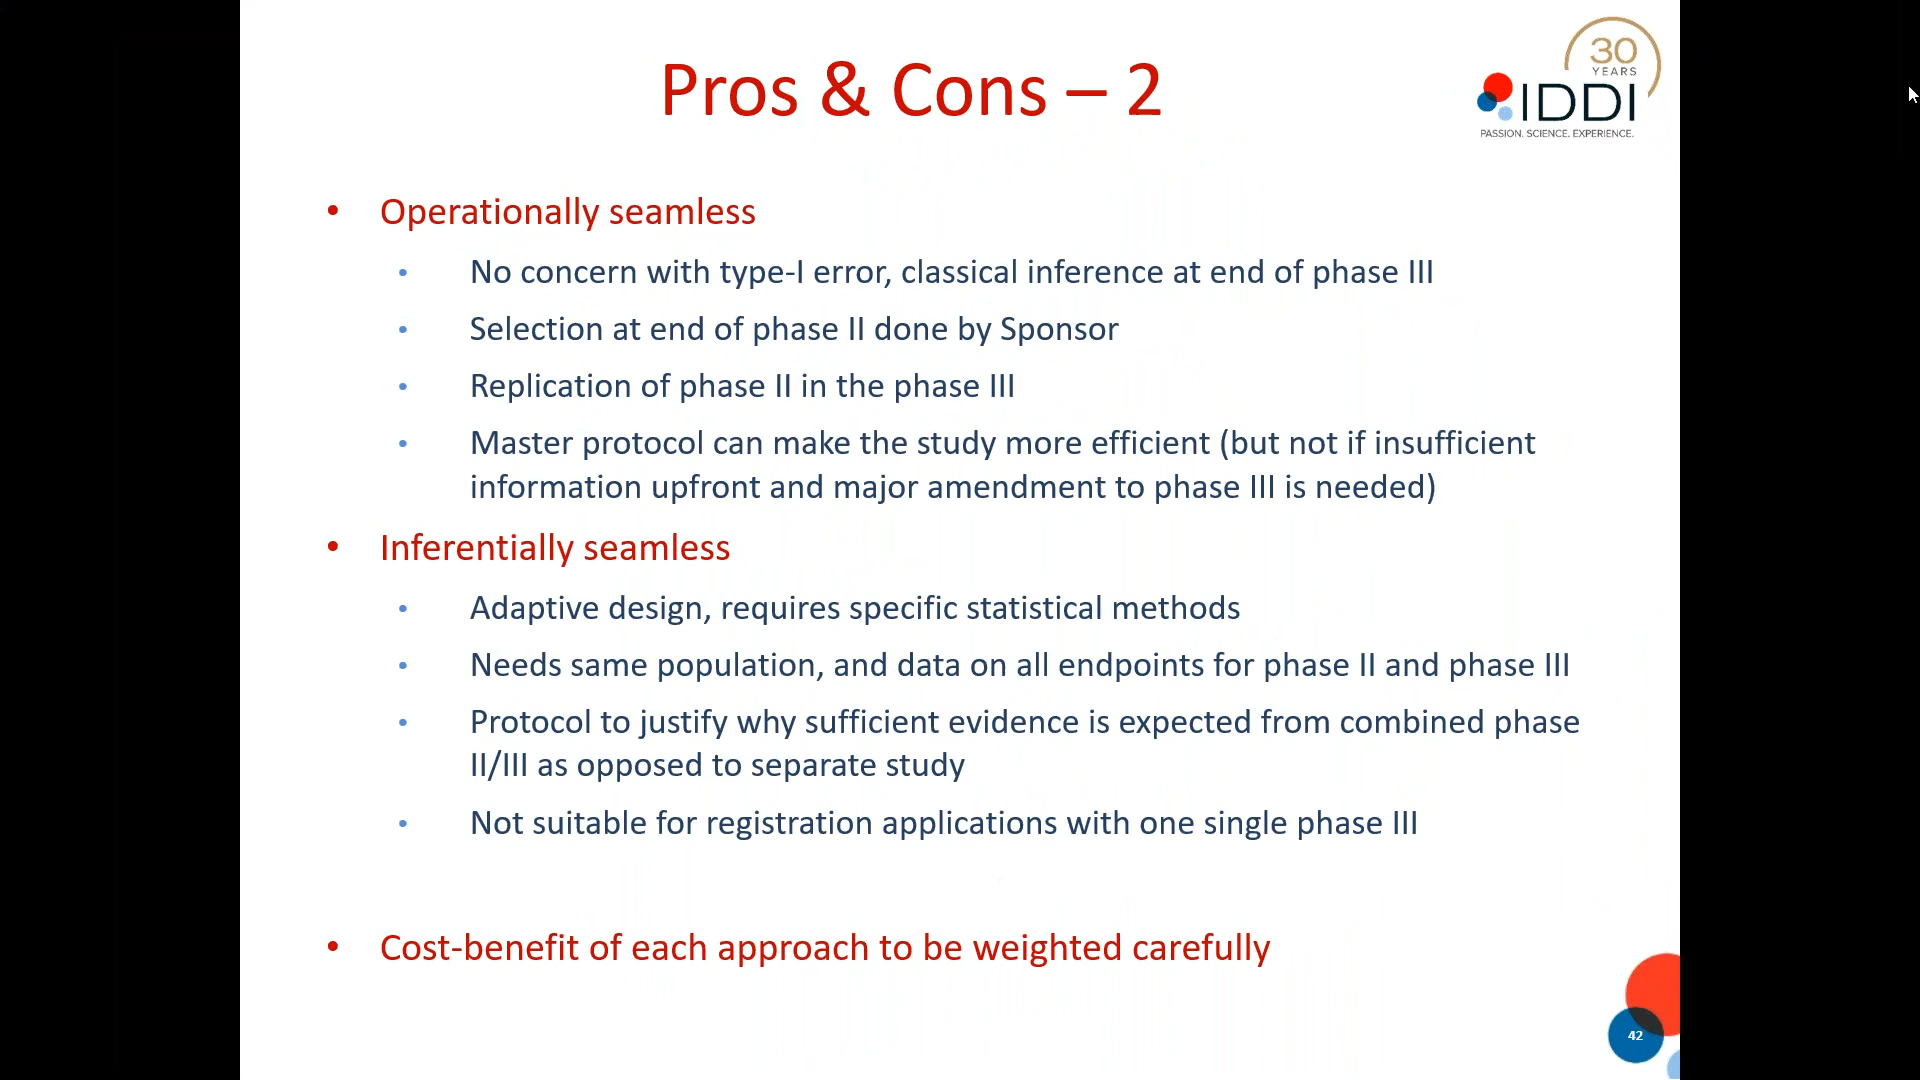 Pros & Cons – 2
30
YEARS
IDDI
PASSION. SCIENCE. EXPERIENCE.
• Operationally seamless
• No concern with type-I error, classical inference at end of phase III
• Selection at end of phase II done by Sponsor
• Replication of phase II in the phase III
• Master protocol can make the study more efficient (but not if insufficient
information upfront and major amendment to phase III is needed)
• Inferentially seamless
• Adaptive design, requires specific statistical methods
• Needs same population, and data on all endpoints for phase II and phase III
• Protocol to justify why sufficient evidence is expected from combined phase
II/III as opposed to separate study
• Not suitable for registration applications with one single phase III
• Cost-benefit of each approach to be weighted carefully
42